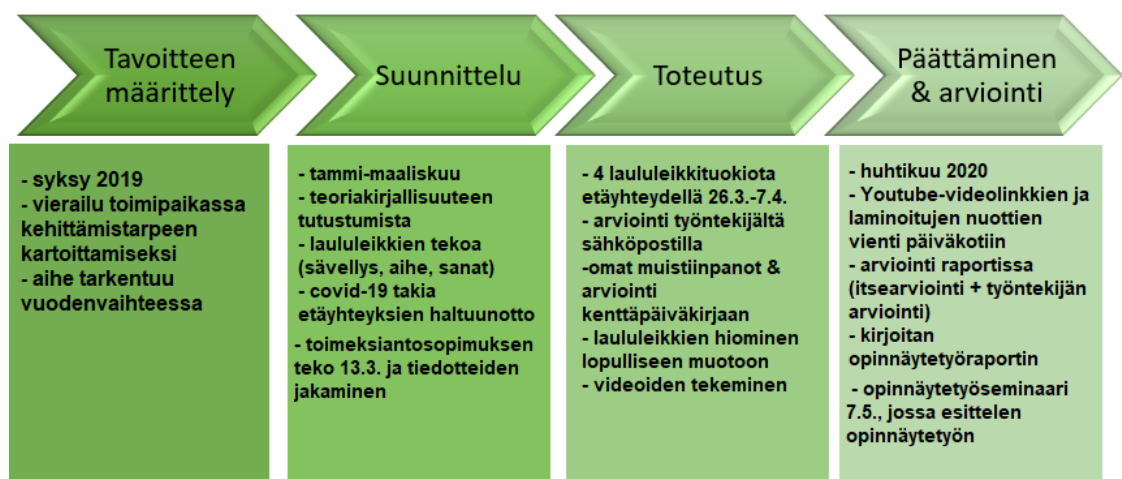 Tavoitteen
määrittely
- syksy 2019
- vierailu toimipaikassa
kehittämistarpeen
kartoittamiseksi
- aihe tarkentuu
vuodenvaihteessa
Suunnittelu
- tammi-maaliskuu
- teoriakirjallisuuteen
tutustumista
- laululeikkien tekoa
(sävellys, aihe, sanat)
- covid-19 takia
etäyhteyksien haltuunotto
- toimeksiantosopimuksen
teko 13.3. ja tiedotteiden
jakaminen
Toteutus
- 4 laululeikkituokiota
etäyhteydellä 26.3.-7.4.
- arviointi työntekijältä
sähköpostilla
-omat muistiinpanot &
arviointi
kenttäpäiväkirjaan
- laululeikkien hiominen
lopulliseen muotoon
- videoiden tekeminen
Päättäminen
& arviointi
- huhtikuu 2020
- Youtube-videolinkkien ja
laminoitujen nuottien
vienti päiväkotiin
- arviointi raportissa
(itsearviointi + työntekijän
arviointi)
- kirjoitan
opinnäytetyöraportin
- opinnäytetyöseminaari
7.5., jossa esittelen
opinnäytetyön